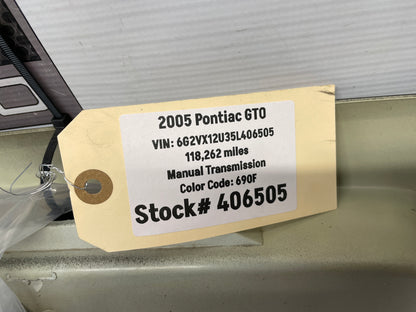 2005 Pontiac GTO
VIN: 6G2VX12U35L406505
118,262 miles
Manual Transmission
Color Code: 690F
Stock# 406505